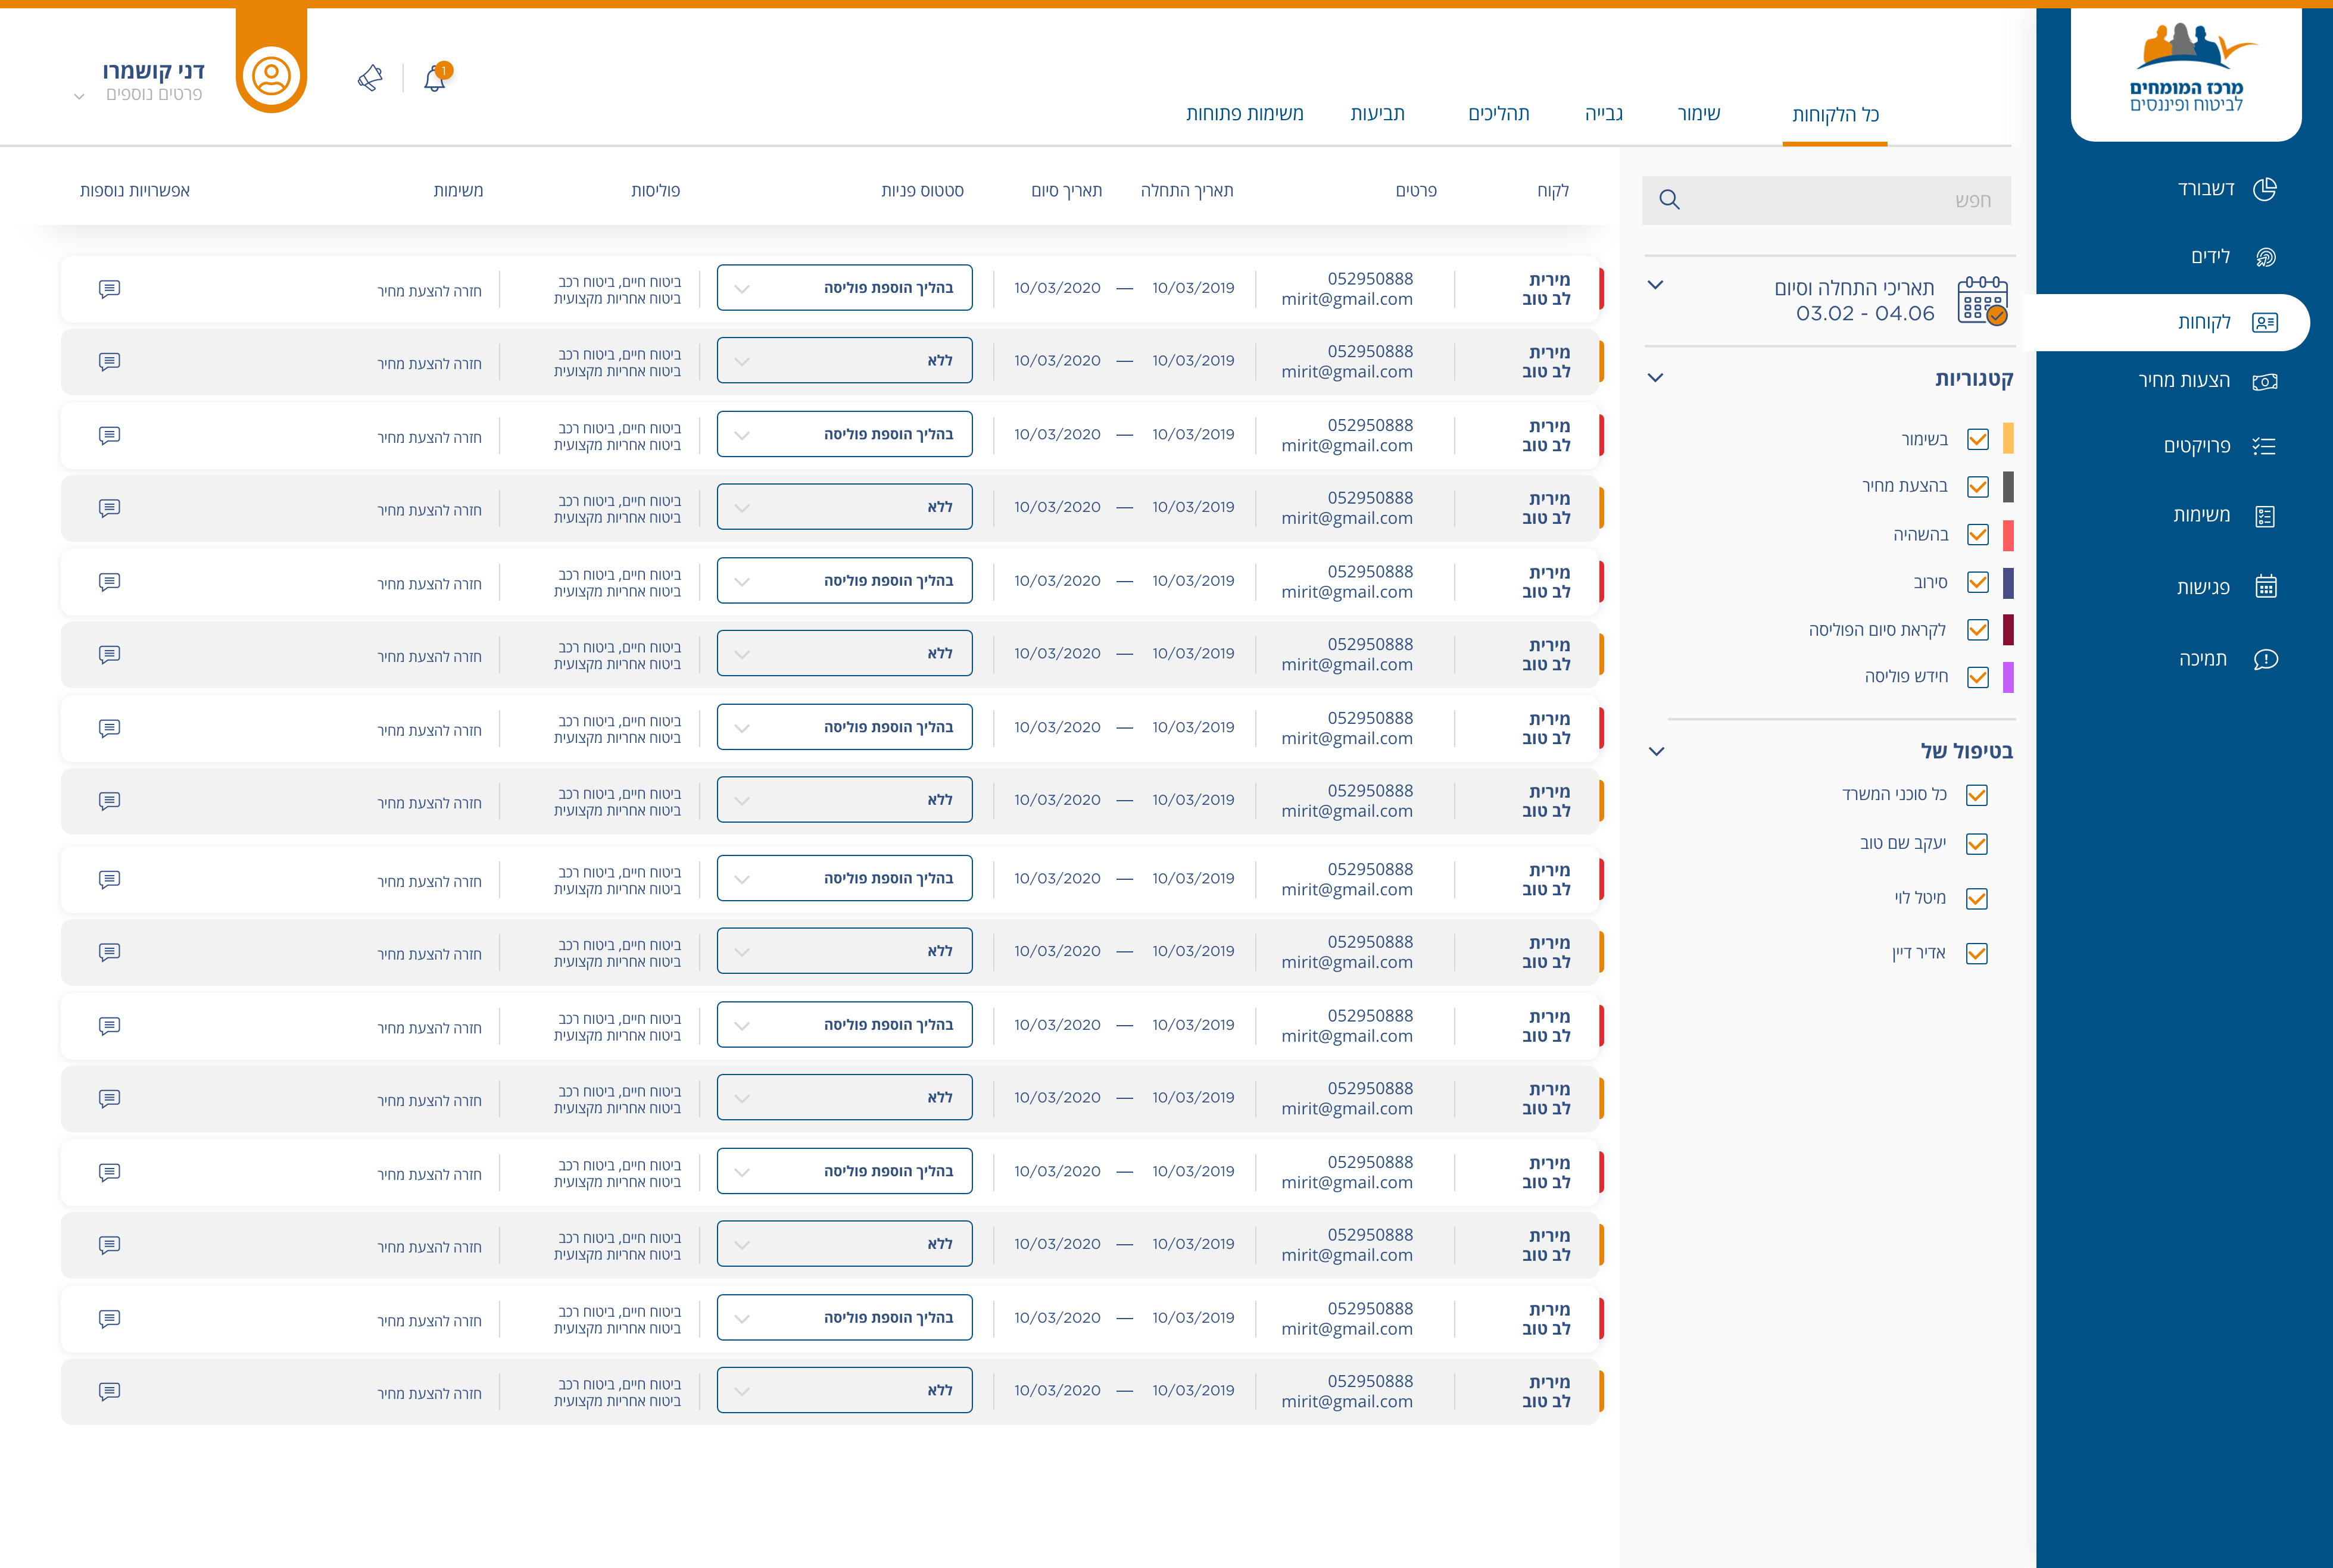 מרכז המומחים
לביטוח ופיננסים
דשבורד
לידים
לקוחות
הצעות מחיר
פרויקטים
משימות
פגישות
תמיכה
כל הלקוחות
שימור
גבייה
תהליכים
תביעות
משימות פתוחות
1
דני קושמרו
פרטים נוספים
חפש
תאריכי התחלה וסיום
03.02 - 04.06
קטגוריות
בשימור
בהצעת מחיר
בהשהיה
סירוב
לקראת סיום הפוליסה
חידש פוליסה
בטיפול של
כל סוכני המשרד
יעקב שם טוב
מיטל לוי
אדיר דיין
לקוח פרטים תאריך התחלה תאריך סיום סטטוס פניות פוליסות משימות אפשרויות נוספות
מירית 052950888 10/03/2019 — 10/03/2020 בהליך הוספת פוליסה ביטוח חיים, ביטוח רכב חזרה להצעת מחיר
לב טוב mirit@gmail.com ביטוח אחריות מקצועית
מירית 052950888 10/03/2019 — 10/03/2020 ללא ביטוח חיים, ביטוח רכב חזרה להצעת מחיר
לב טוב mirit@gmail.com ביטוח אחריות מקצועית
מירית 052950888 10/03/2019 — 10/03/2020 בהליך הוספת פוליסה ביטוח חיים, ביטוח רכב חזרה להצעת מחיר
לב טוב mirit@gmail.com ביטוח אחריות מקצועית
מירית 052950888 10/03/2019 — 10/03/2020 ללא ביטוח חיים, ביטוח רכב חזרה להצעת מחיר
לב טוב mirit@gmail.com ביטוח אחריות מקצועית
מירית 052950888 10/03/2019 — 10/03/2020 בהליך הוספת פוליסה ביטוח חיים, ביטוח רכב חזרה להצעת מחיר
לב טוב mirit@gmail.com ביטוח אחריות מקצועית
מירית 052950888 10/03/2019 — 10/03/2020 ללא ביטוח חיים, ביטוח רכב חזרה להצעת מחיר
לב טוב mirit@gmail.com ביטוח אחריות מקצועית
מירית 052950888 10/03/2019 — 10/03/2020 בהליך הוספת פוליסה ביטוח חיים, ביטוח רכב חזרה להצעת מחיר
לב טוב mirit@gmail.com ביטוח אחריות מקצועית
מירית 052950888 10/03/2019 — 10/03/2020 ללא ביטוח חיים, ביטוח רכב חזרה להצעת מחיר
לב טוב mirit@gmail.com ביטוח אחריות מקצועית
מירית 052950888 10/03/2019 — 10/03/2020 בהליך הוספת פוליסה ביטוח חיים, ביטוח רכב חזרה להצעת מחיר
לב טוב mirit@gmail.com ביטוח אחריות מקצועית
מירית 052950888 10/03/2019 — 10/03/2020 ללא ביטוח חיים, ביטוח רכב חזרה להצעת מחיר
לב טוב mirit@gmail.com ביטוח אחריות מקצועית
מירית 052950888 10/03/2019 — 10/03/2020 בהליך הוספת פוליסה ביטוח חיים, ביטוח רכב חזרה להצעת מחיר
לב טוב mirit@gmail.com ביטוח אחריות מקצועית
מירית 052950888 10/03/2019 — 10/03/2020 ללא ביטוח חיים, ביטוח רכב חזרה להצעת מחיר
לב טוב mirit@gmail.com ביטוח אחריות מקצועית
מירית 052950888 10/03/2019 — 10/03/2020 בהליך הוספת פוליסה ביטוח חיים, ביטוח רכב חזרה להצעת מחיר
לב טוב mirit@gmail.com ביטוח אחריות מקצועית
מירית 052950888 10/03/2019 — 10/03/2020 ללא ביטוח חיים, ביטוח רכב חזרה להצעת מחיר
לב טוב mirit@gmail.com ביטוח אחריות מקצועית
מירית 052950888 10/03/2019 — 10/03/2020 בהליך הוספת פוליסה ביטוח חיים, ביטוח רכב חזרה להצעת מחיר
לב טוב mirit@gmail.com ביטוח אחריות מקצועית
מירית 052950888 10/03/2019 — 10/03/2020 ללא ביטוח חיים, ביטוח רכב חזרה להצעת מחיר
לב טוב mirit@gmail.com ביטוח אחריות מקצועית